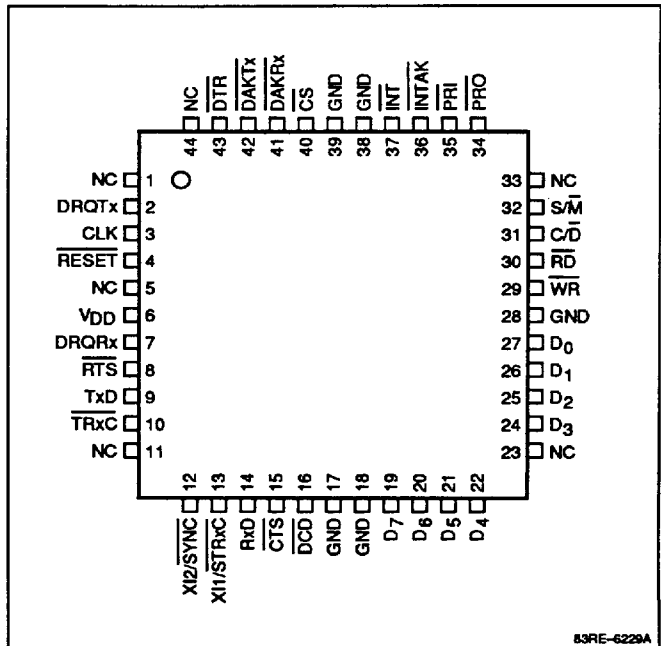 NC DTR DAKTx DAKRx CS GND GND INT INTAK PRI PRO
44 43 42 41 40 39 38 37 36 35 34
NC 1 33 NC
DRQTx 2 32 S/M
CLK 3 31 C/D
RESET 4 30 RD
NC 5 29 WR
VDD 6 28 GND
DRQRx 7 27 D0
RTS 8 26 D1
TxD 9 25 D2
TRxC 10 24 D3
NC 11 23 NC
12 13 14 15 16 17 18 19 20 21 22
XI2/SYNC XI1/STRxC RxD CTS DCD GND GND D7 D6 D5 D4
83RE-6229A